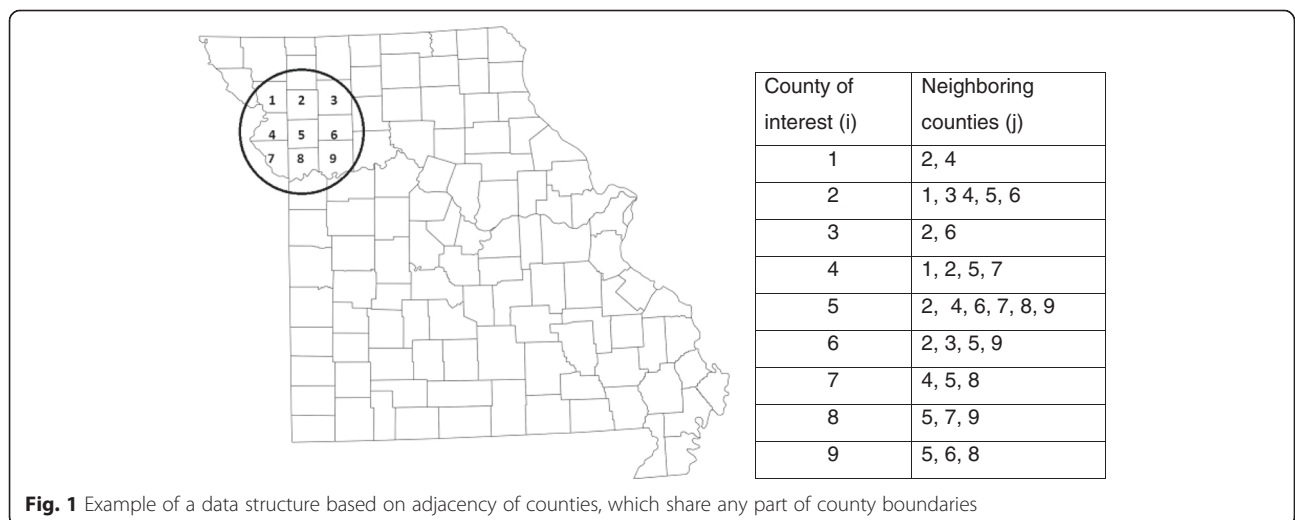 1 2 3
4 5 6
7 8 9
County of interest (i) Neighboring counties (j)
1 2, 4
2 1, 3 4, 5, 6
3 2, 6
4 1, 2, 5, 7
5 2, 4, 6, 7, 8, 9
6 2, 3, 5, 9
7 4, 5, 8
8 5, 7, 9
9 5, 6, 8
Fig. 1 Example of a data structure based on adjacency of counties, which share any part of county boundaries